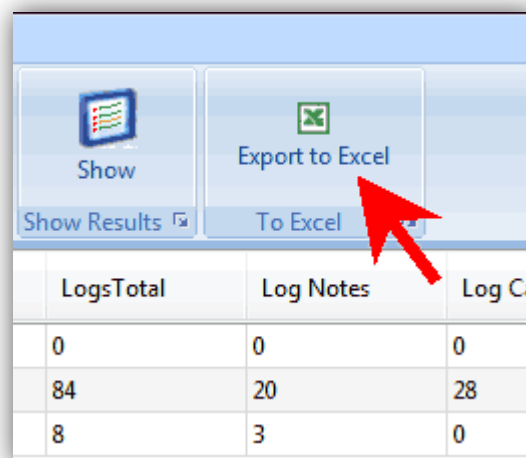 Show
Export to Excel
Show Results
To Excel
LogsTotal Log Notes Log
0 0 0
84 20 28
8 3 0